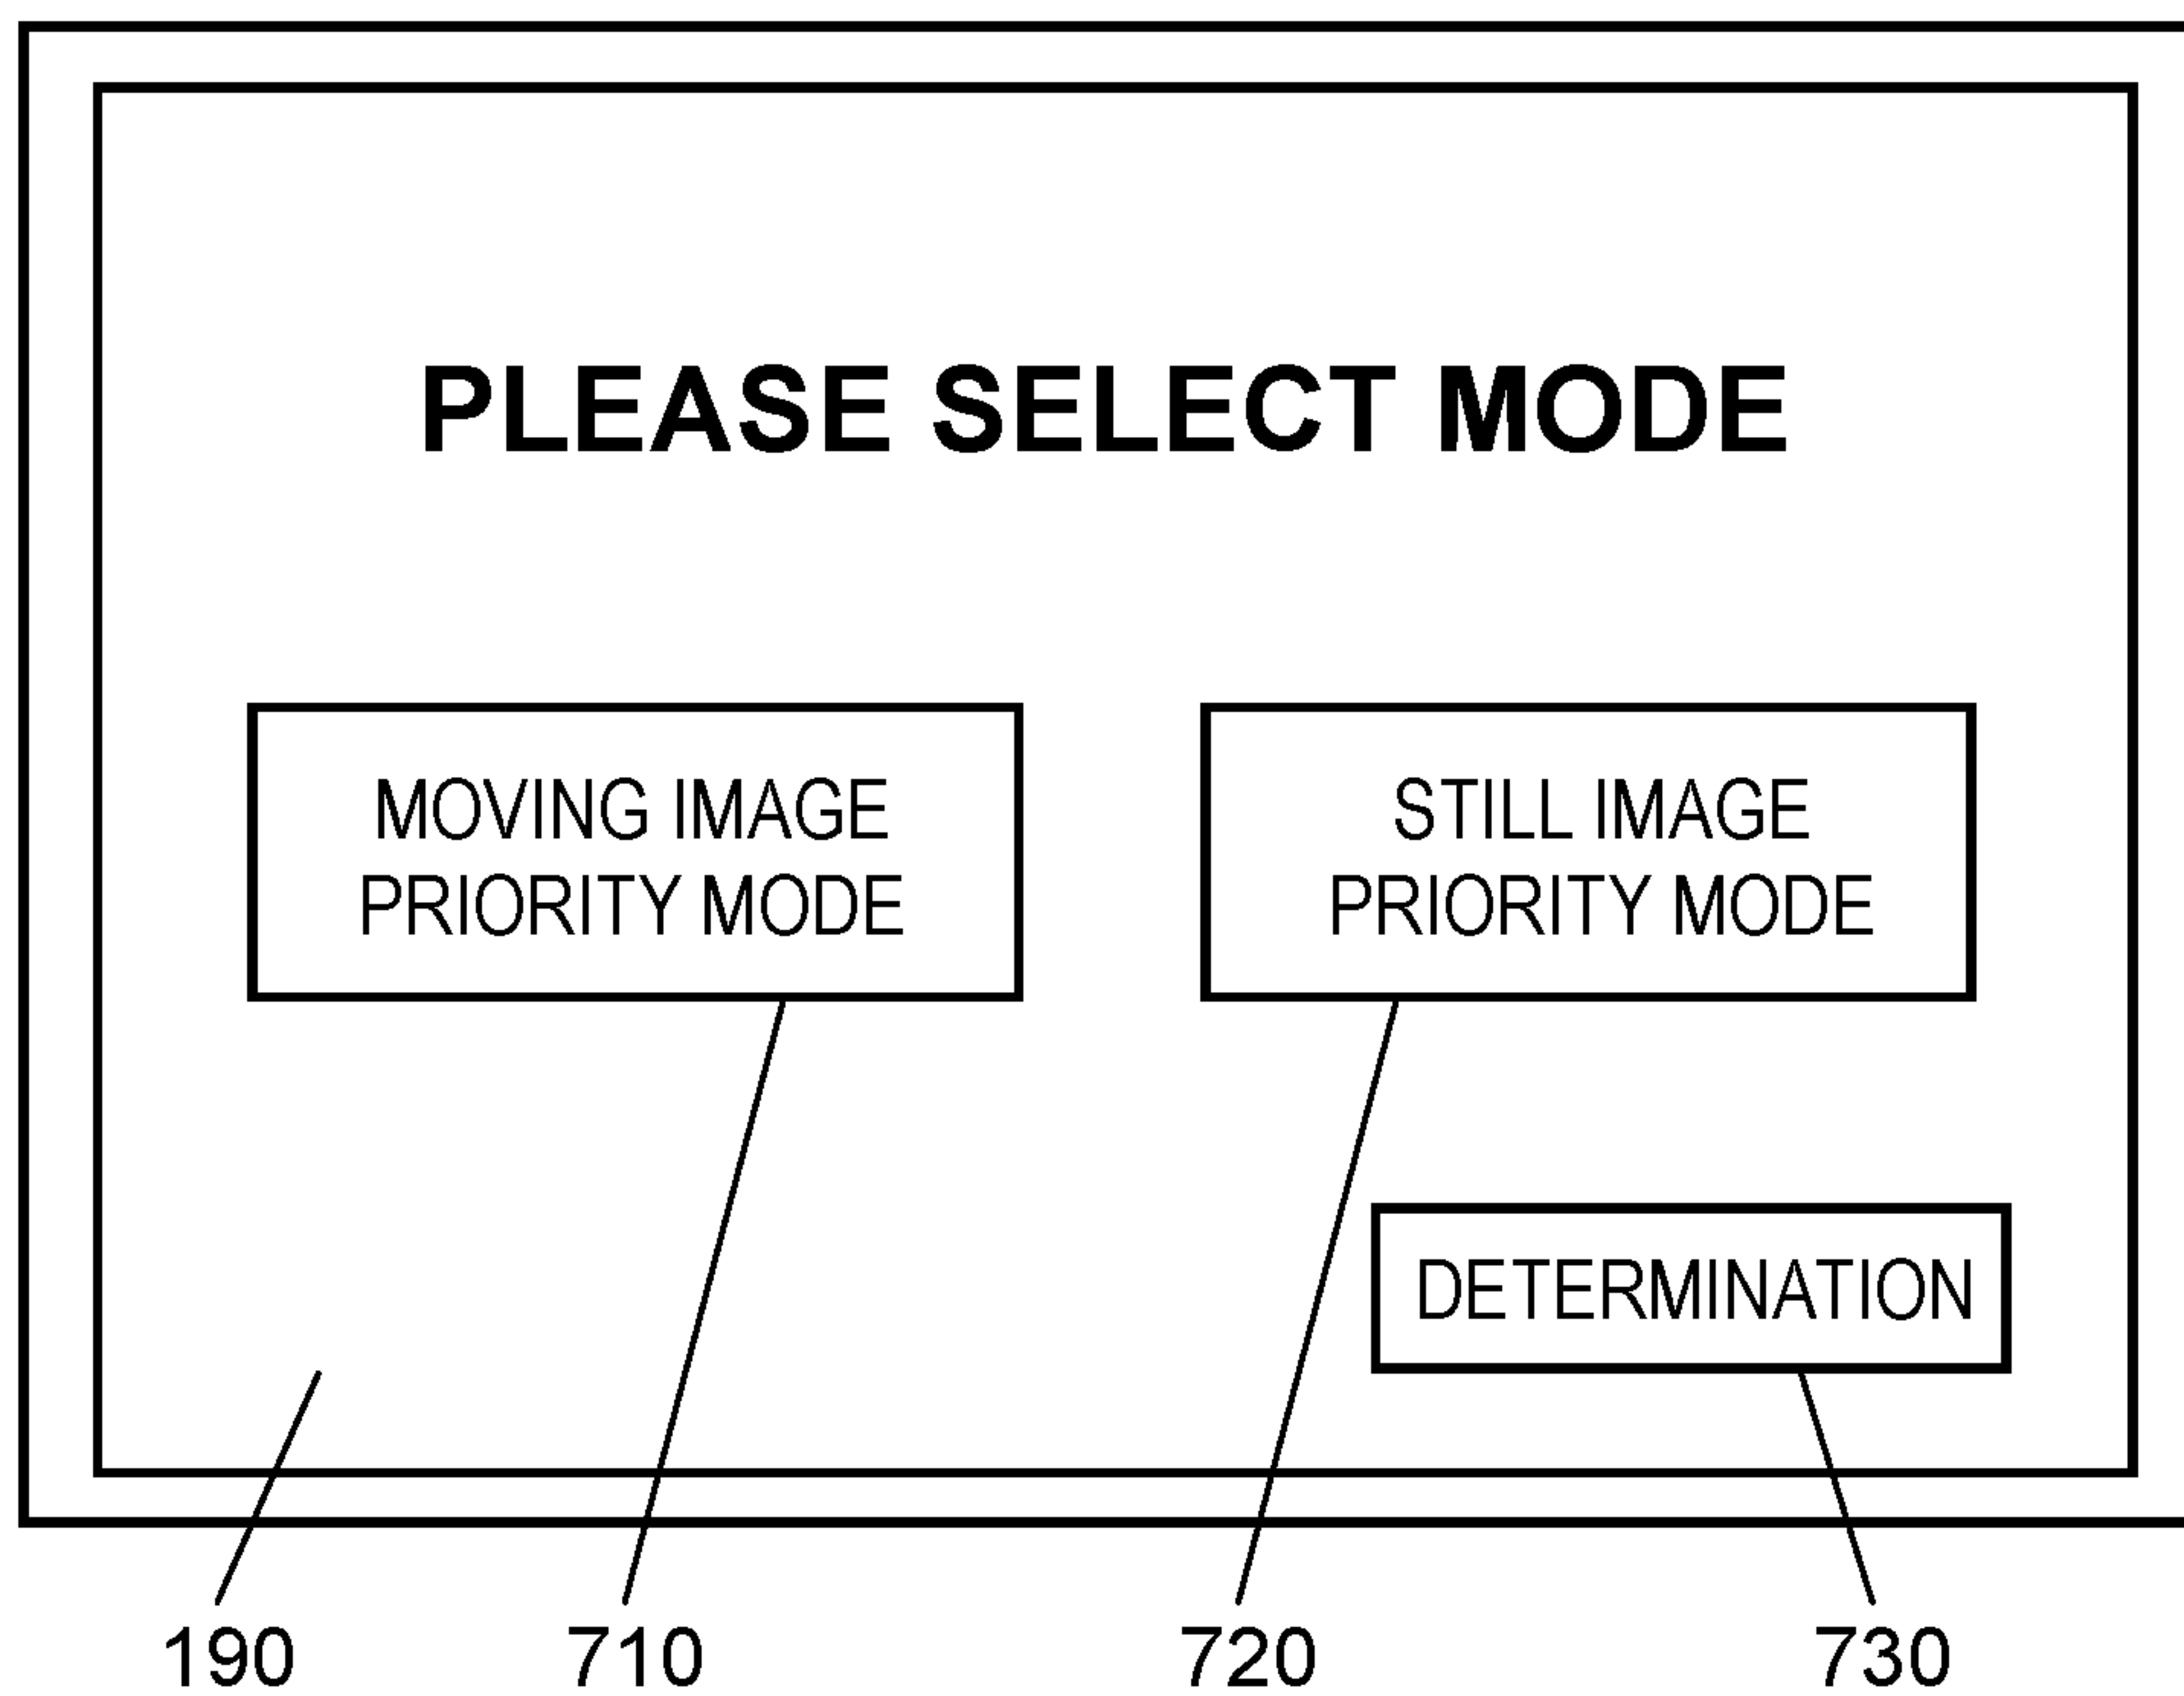 PLEASE SELECT MODE
MOVING IMAGE
PRIORITY MODE
STILL IMAGE
PRIORITY MODE
DETERMINATION
190
710
720
730